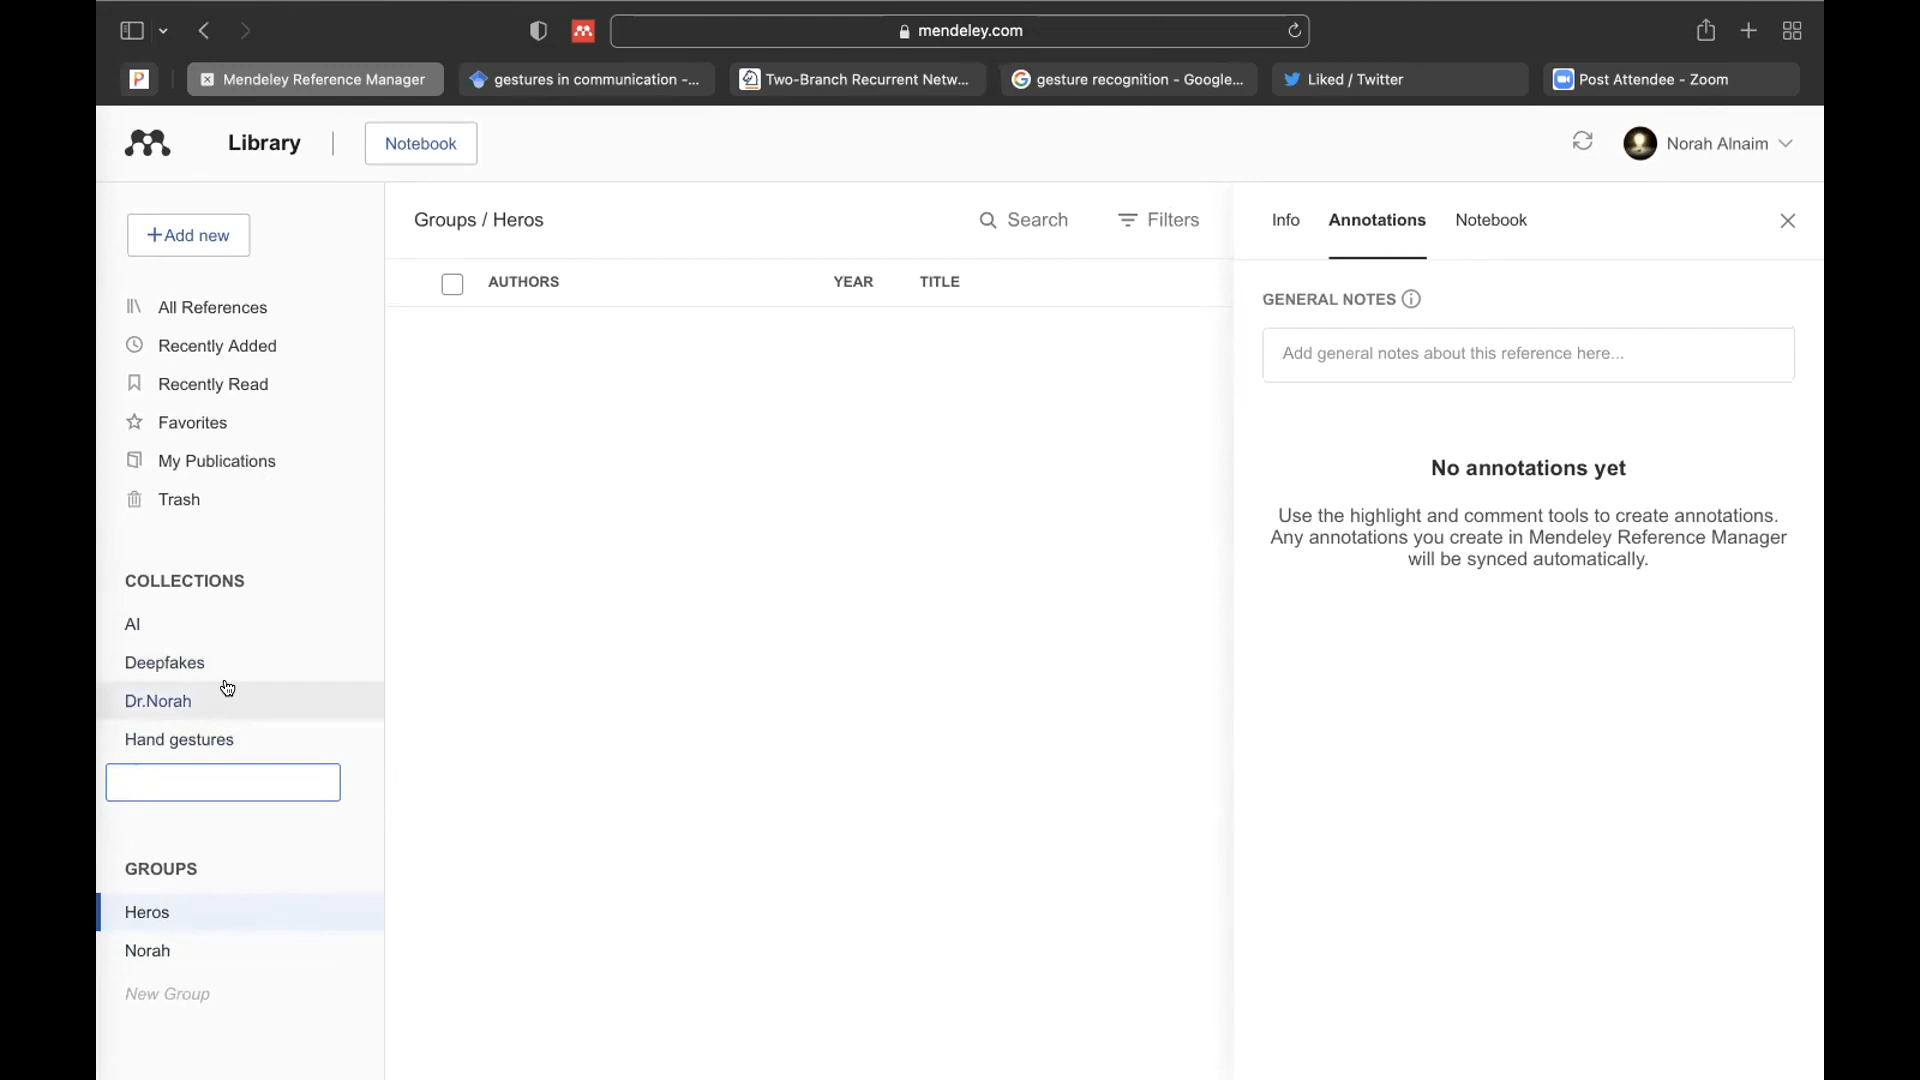 mendeley.com
P
Mendeley Reference Manager
gestures in communication -...
Two-Branch Recurrent Netw...
gesture recognition - Google...
Liked / Twitter
Post Attendee - Zoom
Library
Notebook
Norah Alnaim
+Add new
All References
Recently Added
Recently Read
Favorites
My Publications
Trash
COLLECTIONS
AI
Deepfakes
Dr.Norah
Hand gestures
GROUPS
Heros
Norah
New Group
Groups / Heros
Search
Filters
AUTHORS YEAR TITLE
Info Annotations Notebook
GENERAL NOTES
Add general notes about this reference here...
No annotations yet
Use the highlight and comment tools to create annotations.
Any annotations you create in Mendeley Reference Manager
will be synced automatically.